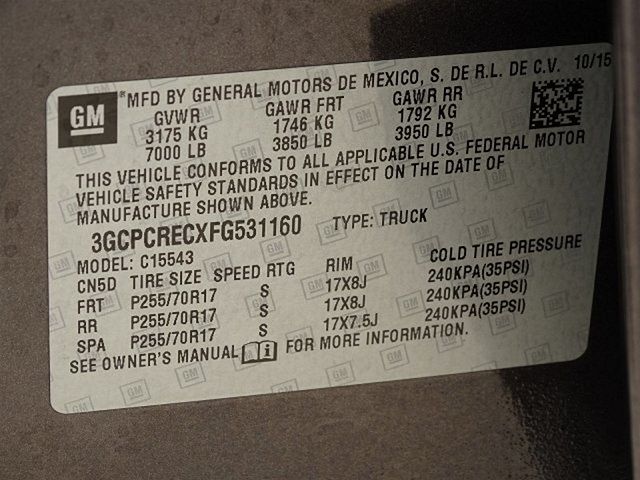 GM
®MFD BY GENERAL MOTORS DE MEXICO, S. DE R.L. DE C.V. 10/15
GVWR GAWR FRT GAWR RR
3175 KG 1746 KG 1792 KG
7000 LB 3850 LB 3950 LB
THIS VEHICLE CONFORMS TO ALL APPLICABLE U.S. FEDERAL MOTOR
VEHICLE SAFETY STANDARDS IN EFFECT ON THE DATE OF
MANUFACTURE SHOWN ABOVE.
3GCPCRECXFG531160 TYPE: TRUCK
MODEL: C15543
CN5D TIRE SIZE SPEED RTG RIM COLD TIRE PRESSURE
FRT P255/70R17 S 17X8J 240KPA(35PSI)
RR P255/70R17 S 17X8J 240KPA(35PSI)
SPA P255/70R17 S 17X7.5J 240KPA(35PSI)
SEE OWNER'S MANUAL FOR MORE INFORMATION.